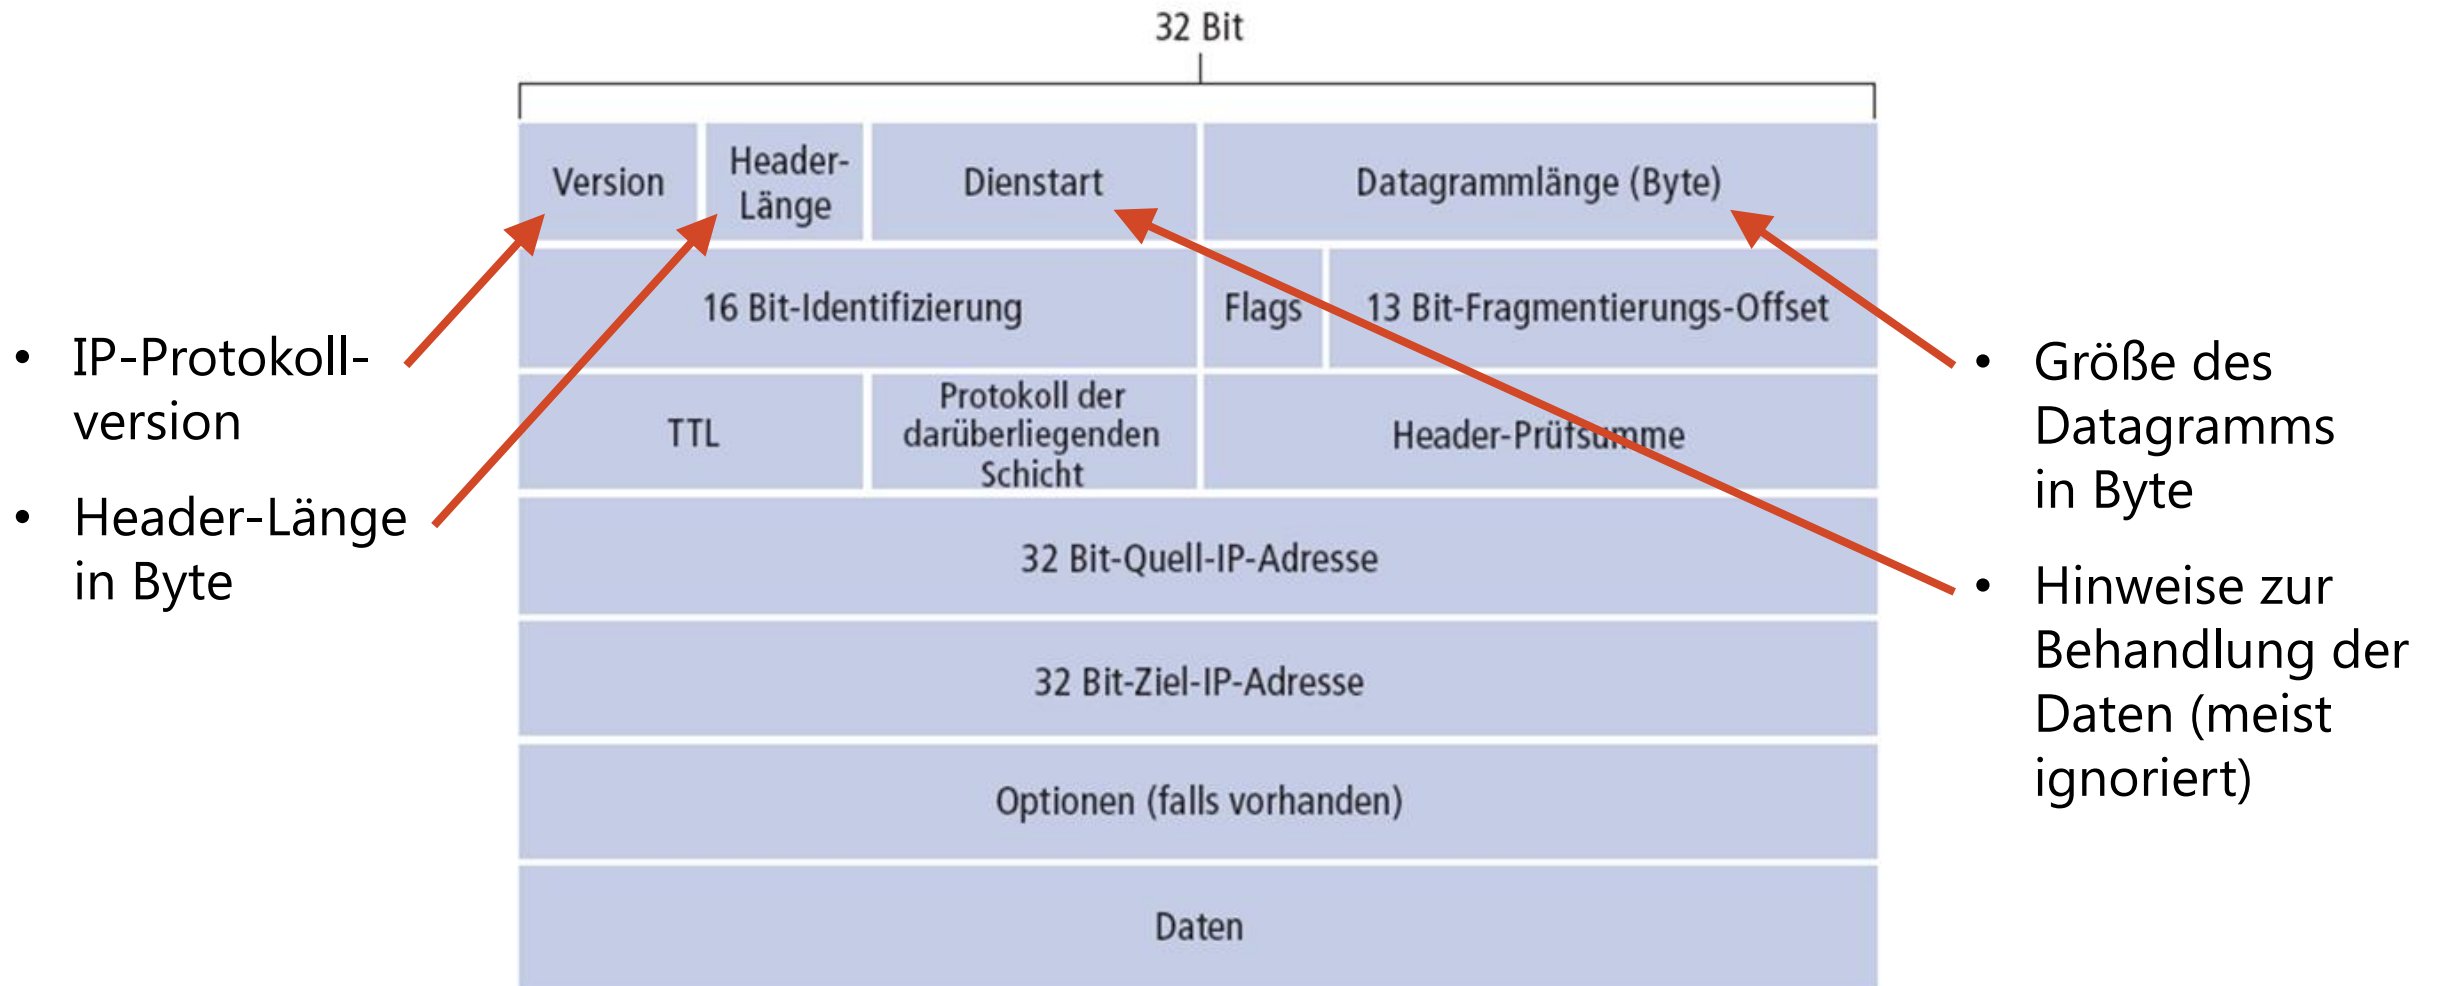 32 Bit
Version
Header-
Länge
Dienstart
Datagrammlänge (Byte)
16 Bit-Identifizierung
Flags
13 Bit-Fragmentierungs-Offset
TTL
Protokoll der
darüberliegenden
Schicht
Header-Prüfsumme
32 Bit-Quell-IP-Adresse
32 Bit-Ziel-IP-Adresse
Optionen (falls vorhanden)
Daten
• IP-Protokoll-
version
• Header-Länge
in Byte
• Größe des
Datagramms
in Byte
• Hinweise zur
Behandlung der
Daten (meist
ignoriert)